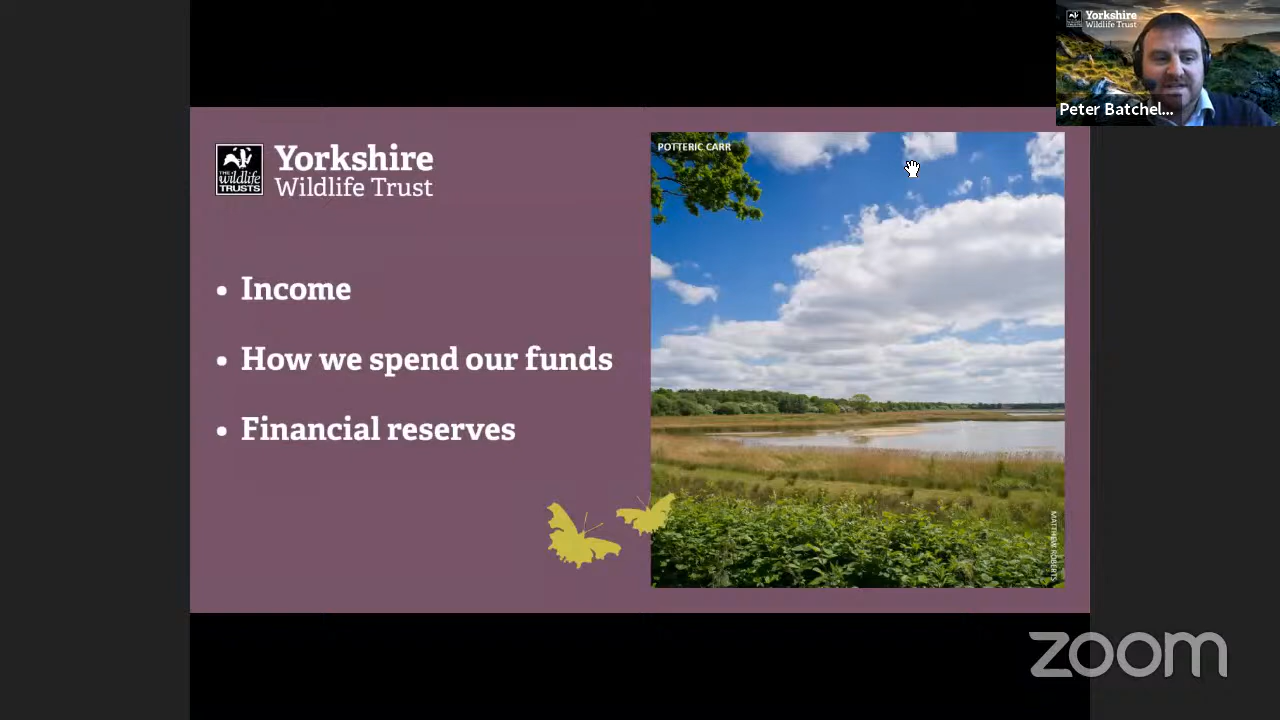 Yorkshire
Wildlife Trust
Peter Batchel...
THE
wildlife
TRUSTS
Yorkshire
Wildlife Trust
POTTERIC CARR
• Income
• How we spend our funds
• Financial reserves
MATTHEW ROBERTS
zoom